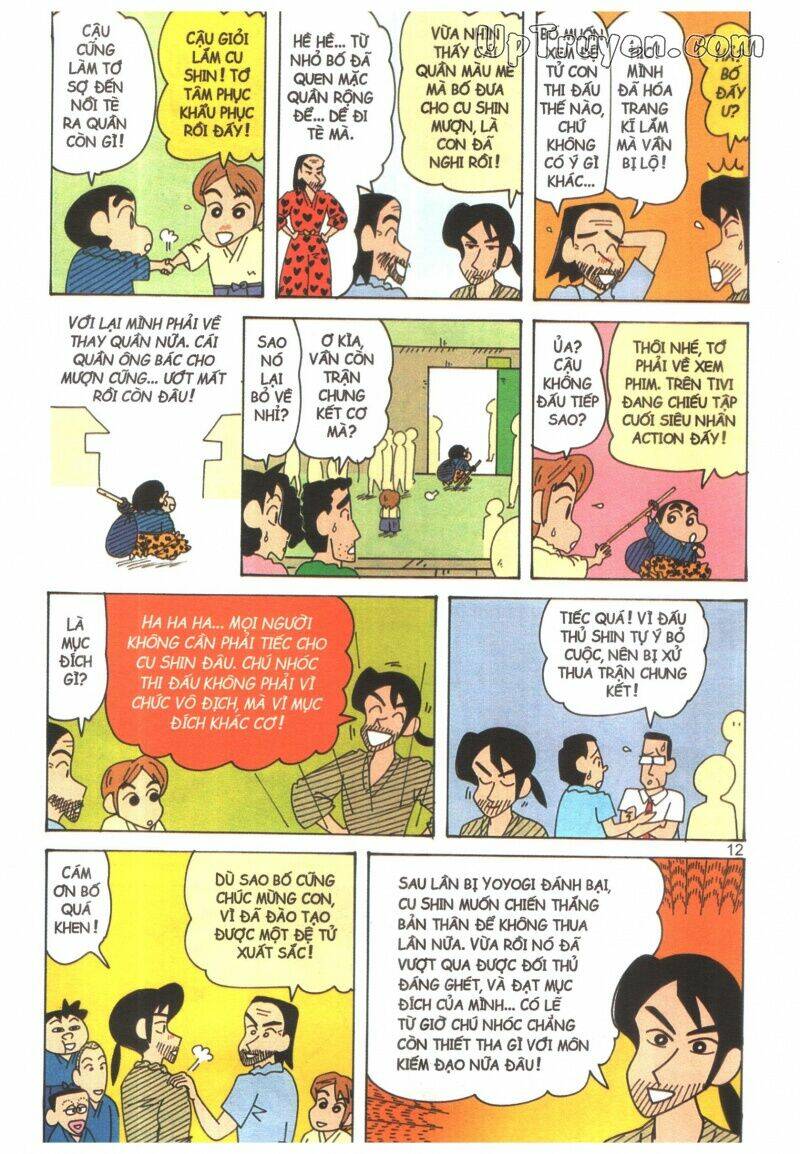 UpTruyen.com
BỐ
ĐẤY
Ư?
MÌNH
ĐÃ HÓA
TRANG
KĨ LẮM
MÀ VẪN
BỊ LỘ!
BỐ MUỐN
XEM ĐỆ
TỬ CON
THI ĐẤU
THẾ NÀO,
CHỨ
KHÔNG
CÓ Ý GÌ
KHÁC...
VỪA NHÌN
THẤY CÁI
QUẦN MÀU MÈ
MÀ BỐ ĐƯA
CHO CU SHIN
MƯỢN, LÀ
CON ĐÃ
NGHI RỒI!
HÊ HÊ... TỪ
NHỎ BỐ ĐÃ
QUEN MẶC
QUẦN RỘNG
ĐỂ... DỄ ĐI
TÈ MÀ.
CẬU GIỎI
LẮM CU
SHIN! TỚ
TÂM PHỤC
KHẨU PHỤC
RỒI ĐẤY!
CẬU
CŨNG
LÀM TỚ
SỢ ĐẾN
NỖI TÈ
RA QUẦN
CÒN GÌ!
THÔI NHÉ, TỚ
PHẢI VỀ XEM
PHIM. TRÊN TIVI
ĐANG CHIẾU TẬP
CUỐI SIÊU NHÂN
ACTION ĐẤY!
ỦA?
CẬU
KHÔNG
ĐẤU TIẾP
SAO?
Ơ KÌA,
VẪN CÒN
TRẬN
CHUNG
KẾT CƠ
MÀ?
SAO
NÓ
LẠI
BỎ VỀ
NHỈ?
VỚI LẠI MÌNH PHẢI VỀ
THAY QUẦN NỮA. CÁI
QUẦN ÔNG BÁC CHO
MƯỢN CŨNG... ƯỚT MẤT
RỒI CÒN ĐÂU!
TIẾC QUÁ! VÌ ĐẤU
THỦ SHIN TỰ Ý BỎ
CUỘC, NÊN BỊ XỬ
THUA TRẬN CHUNG
KẾT!
HA HA HA... MỌI NGƯỜI
KHÔNG CẦN PHẢI TIẾC CHO
CU SHIN ĐÂU. CHÚ NHÓC
THI ĐẤU KHÔNG PHẢI VÌ
CHỨC VÔ ĐỊCH, MÀ VÌ MỤC
ĐÍCH KHÁC CƠ!
LÀ
MỤC
ĐÍCH
GÌ?
12
SAU LẦN BỊ YOYOGI ĐÁNH BẠI,
CU SHIN MUỐN CHIẾN THẮNG
BẢN THÂN ĐỂ KHÔNG THUA
LẦN NỮA. VỪA RỒI NÓ ĐÃ
VƯỢT QUA ĐƯỢC ĐỐI THỦ
ĐÁNG GHÉT, VÀ ĐẠT MỤC
ĐÍCH CỦA MÌNH... CÓ LẼ
TỪ GIỜ CHÚ NHÓC CHẲNG
CÒN THIẾT THA GÌ VỚI MÔN
KIẾM ĐẠO NỮA ĐÂU!
DÙ SAO BỐ CŨNG
CHÚC MỪNG CON,
VÌ ĐÃ ĐÀO TẠO
ĐƯỢC MỘT ĐỆ TỬ
XUẤT SẮC!
CÁM
ƠN BỐ
QUÁ
KHEN!